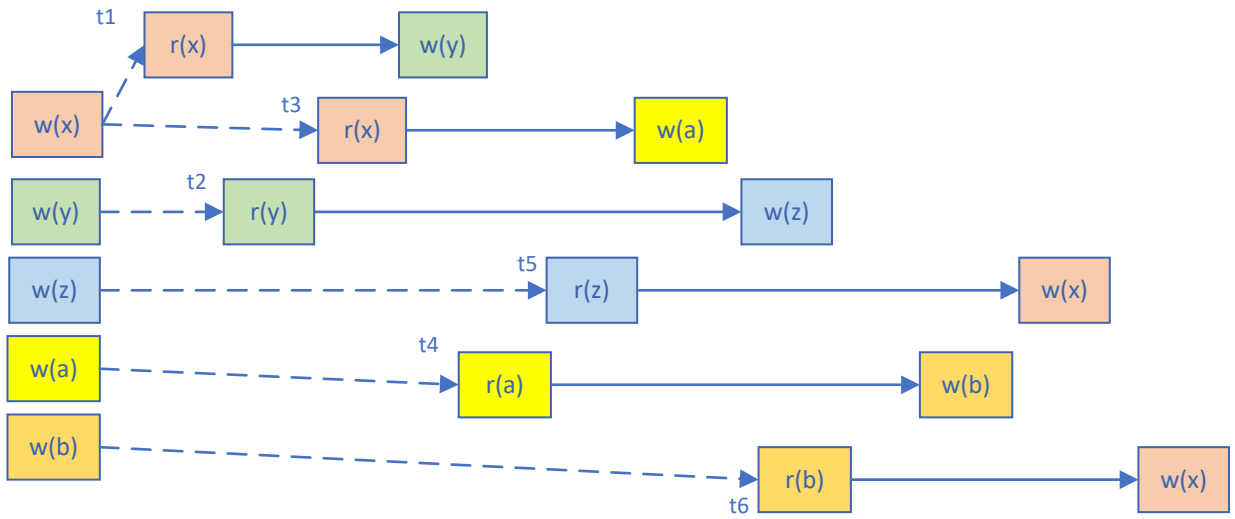 t1
r(x)
w(y)
w(x)
t3
r(x)
w(a)
w(y)
t2
r(y)
w(z)
w(z)
t5
r(z)
w(x)
w(a)
t4
r(a)
w(b)
w(b)
t6
r(b)
w(x)